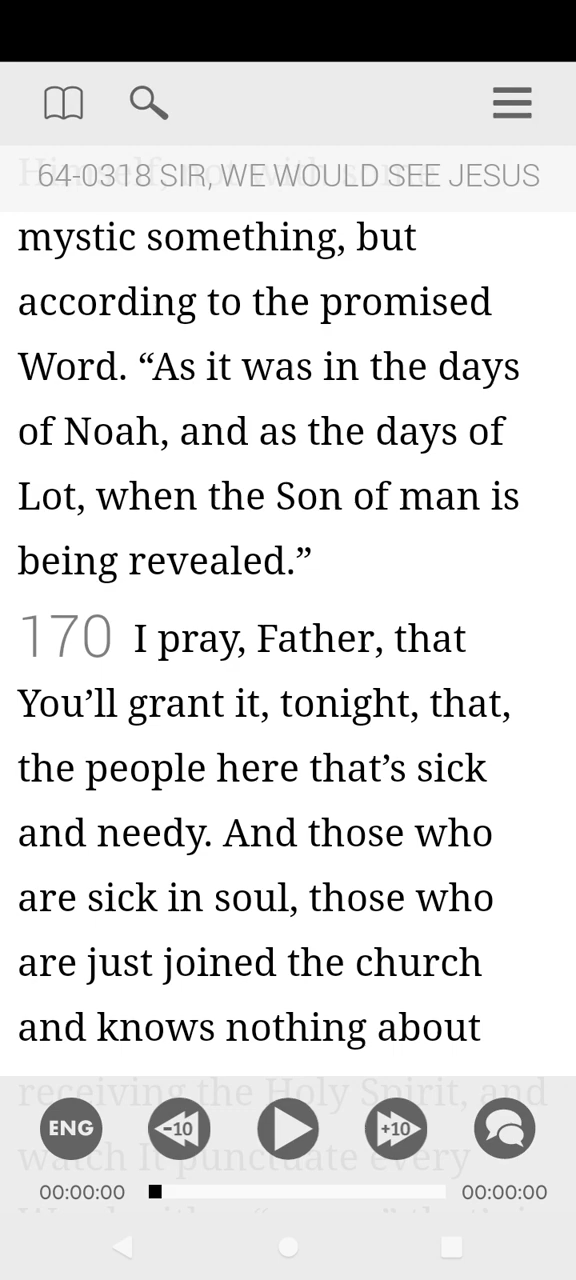 64-0318 SIR, WE WOULD SEE JESUS
mystic something, but
according to the promised
Word. “As it was in the days
of Noah, and as the days of
Lot, when the Son of man is
being revealed.”
170 I pray, Father, that
You’ll grant it, tonight, that,
the people here that’s sick
and needy. And those who
are sick in soul, those who
are just joined the church
and knows nothing about
receiving the Holy Spirit, and
watch It punctuate every
ENG -10 +10
00:00:00 00:00:00